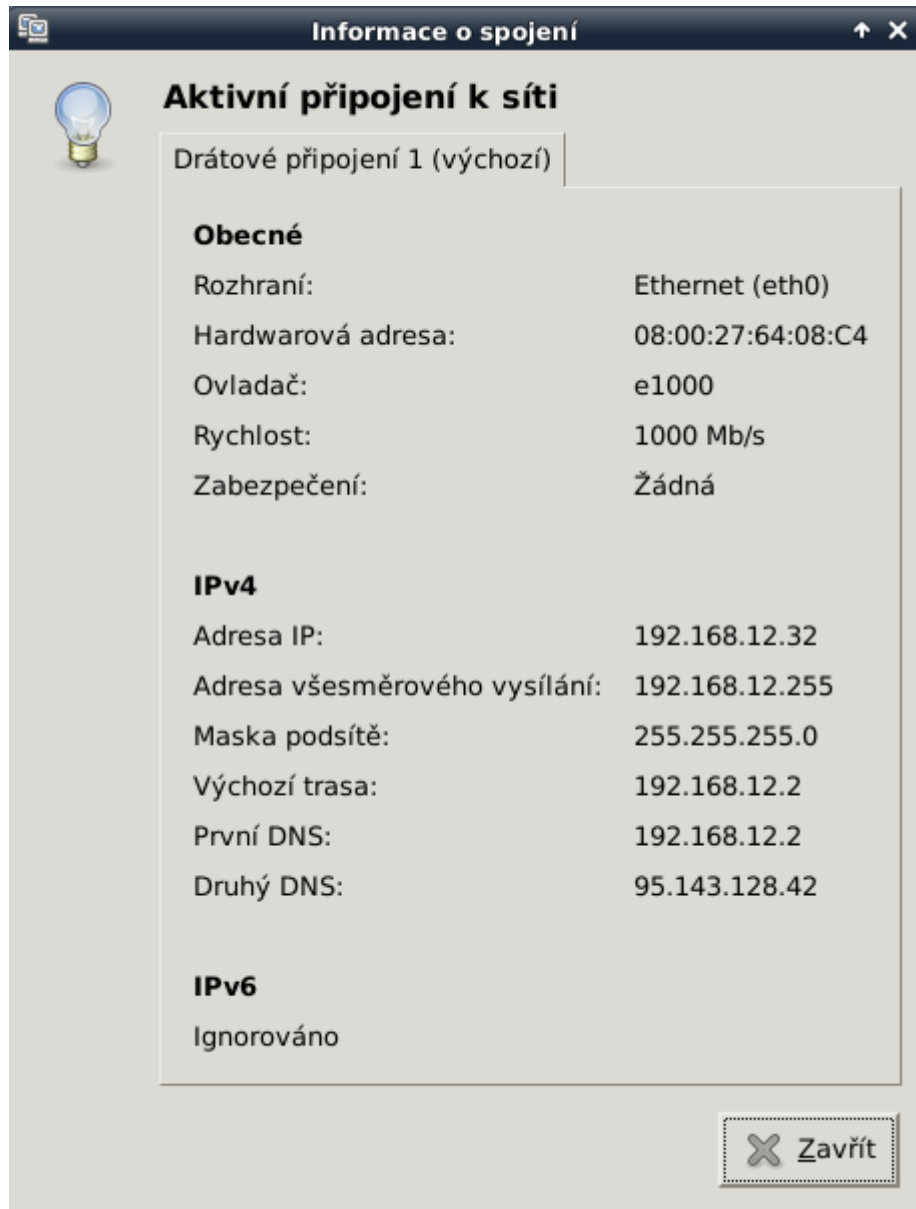 Informace o spojení
Aktivní připojení k síti
Drátové připojení 1 (výchozí)
Obecné
Rozhraní: Ethernet (eth0)
Hardwarová adresa: 08:00:27:64:08:C4
Ovladač: e1000
Rychlost: 1000 Mb/s
Zabezpečení: Žádná
IPv4
Adresa IP: 192.168.12.32
Adresa všesměrového vysílání: 192.168.12.255
Maska podsítě: 255.255.255.0
Výchozí trasa: 192.168.12.2
První DNS: 192.168.12.2
Druhý DNS: 95.143.128.42
IPv6
Ignorováno
Zavřít